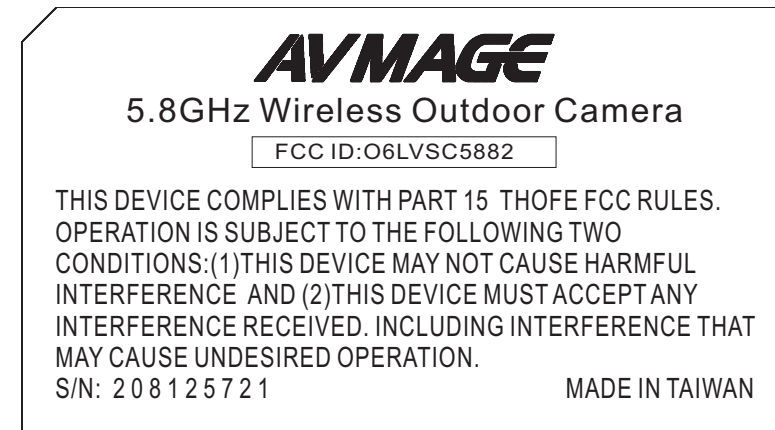 AVMAGE
5.8GHz Wireless Outdoor Camera
FCC ID:O6LVSC5882
THIS DEVICE COMPLIES WITH PART 15 THOFE FCC RULES.
OPERATION IS SUBJECT TO THE FOLLOWING TWO
CONDITIONS:(1)THIS DEVICE MAY NOT CAUSE HARMFUL
INTERFERENCE AND (2)THIS DEVICE MUST ACCEPT ANY
INTERFERENCE RECEIVED. INCLUDING INTERFERENCE THAT
MAY CAUSE UNDESIRED OPERATION.
S/N: 2 0 8 1 2 5 7 2 1 MADE IN TAIWAN